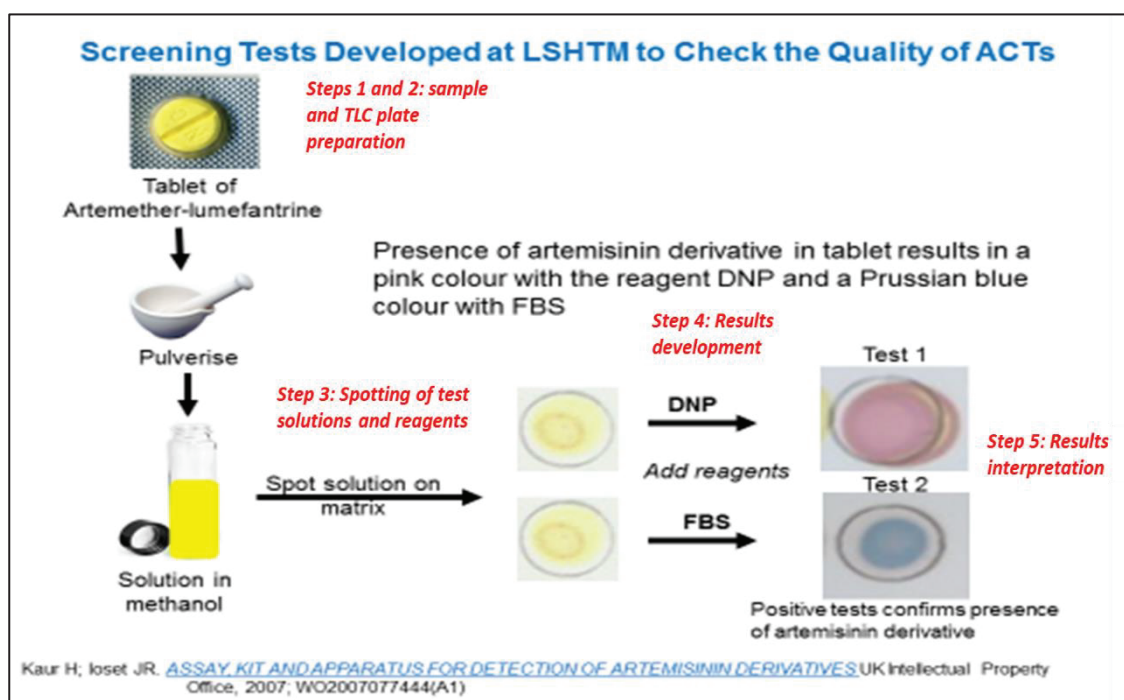 Screening Tests Developed at LSHTM to Check the Quality of ACTs
Steps 1 and 2: sample
and TLC plate
preparation
Tablet of
Artemether-lumefantrine
Presence of artemisinin derivative in tablet results in a
pink colour with the reagent DNP and a Prussian blue
colour with FBS
Pulverise
Step 3: Spotting of test
solutions and reagents
Spot solution on
matrix
Solution in
methanol
Step 4: Results
development
DNP
Add reagents
FBS
Test 1
Step 5: Results
interpretation
Test 2
Positive tests confirms presence
of artemisinin derivative
Kaur H; Ioset JR. ASSAY, KIT AND APPARATUS FOR DETECTION OF ARTEMISININ DERIVATIVES UK Intellectual Property
Office, 2007; WO2007077444(A1)